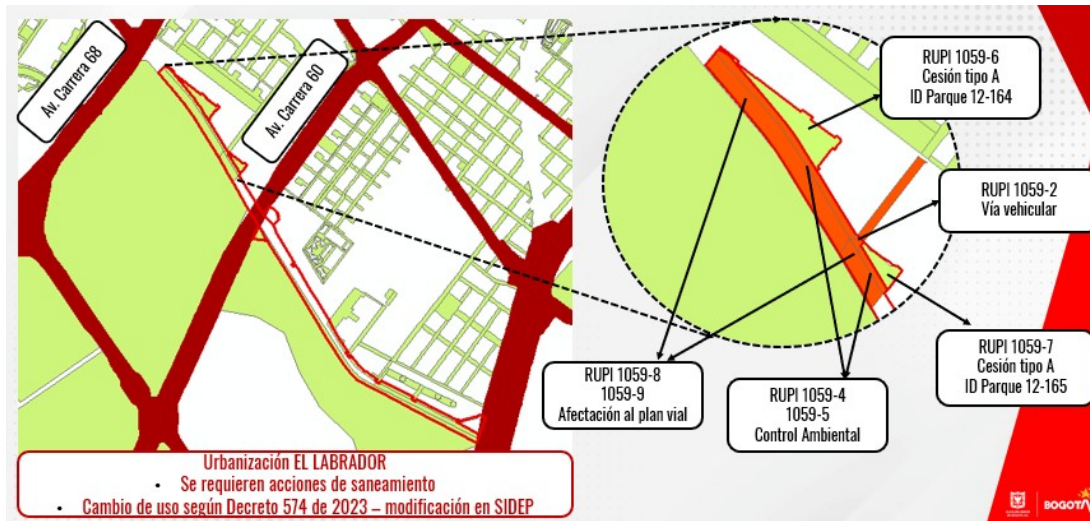 Av. Carrera 68
Av. Carrera 60
RUPI 1059-6
Cesión tipo A
ID Parque 12-164
RUPI 1059-2
Vía vehicular
RUPI 1059-7
Cesión tipo A
ID Parque 12-165
RUPI 1059-8
1059-9
Afectación al plan vial
RUPI 1059-4
1059-5
Control Ambiental
Urbanización EL LABRADOR
• Se requieren acciones de saneamiento
• Cambio de uso según Decreto 574 de 2023 – modificación en SIDEP
BOGOTÁ